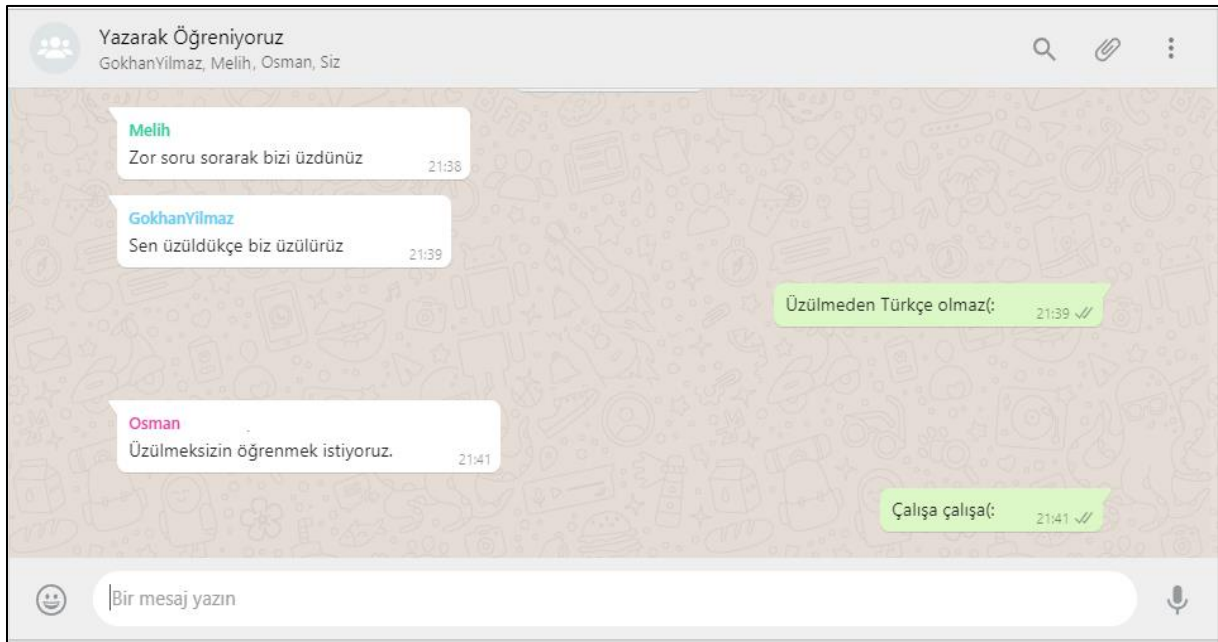 Yazarak Öğreniyoruz
GokhanYilmaz, Melih, Osman, Siz
Melih
Zor soru sorarak bizi üzdünüz
21:38
GokhanYilmaz
Sen üzüldükçe biz üzülürüz
21:39
Üzülmeden Türkçe olmaz(:
21:39
Osman
Üzülmeksizin öğrenmek istiyoruz.
21:41
Çalışa çalışa(:
21:41
Bir mesaj yazın